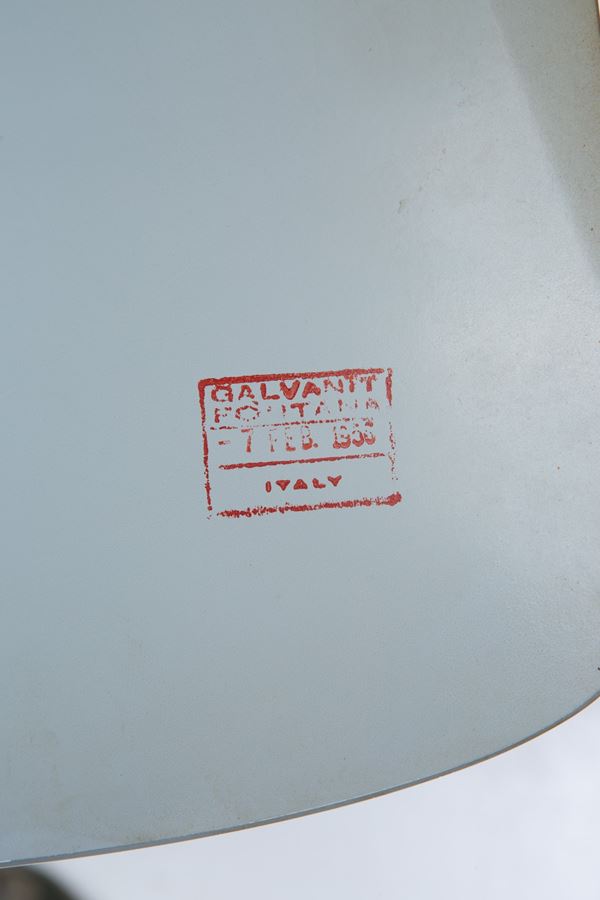 GALVANIT
FONTANA
- 7 FEB.
ITALY